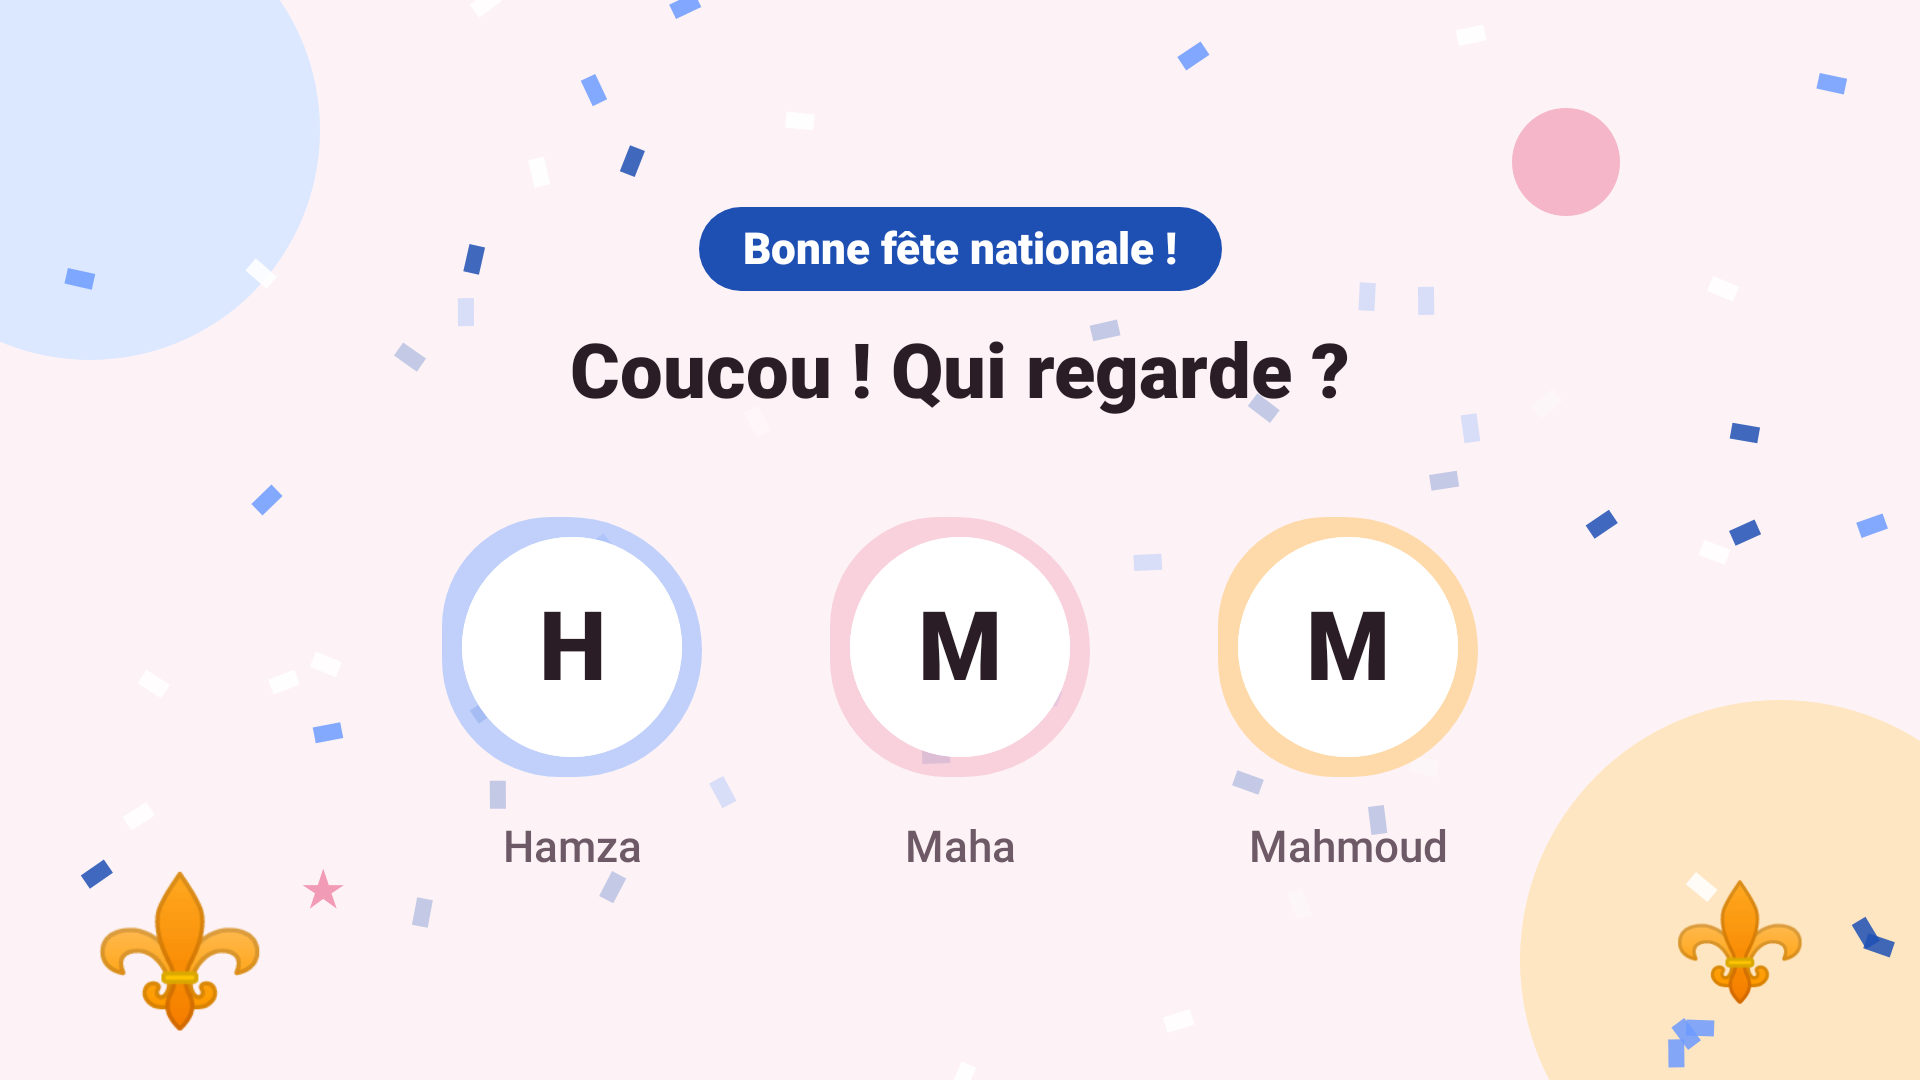 Bonne fête nationale !
Coucou ! Qui regarde ?
H
M
M
Hamza
Maha
Mahmoud